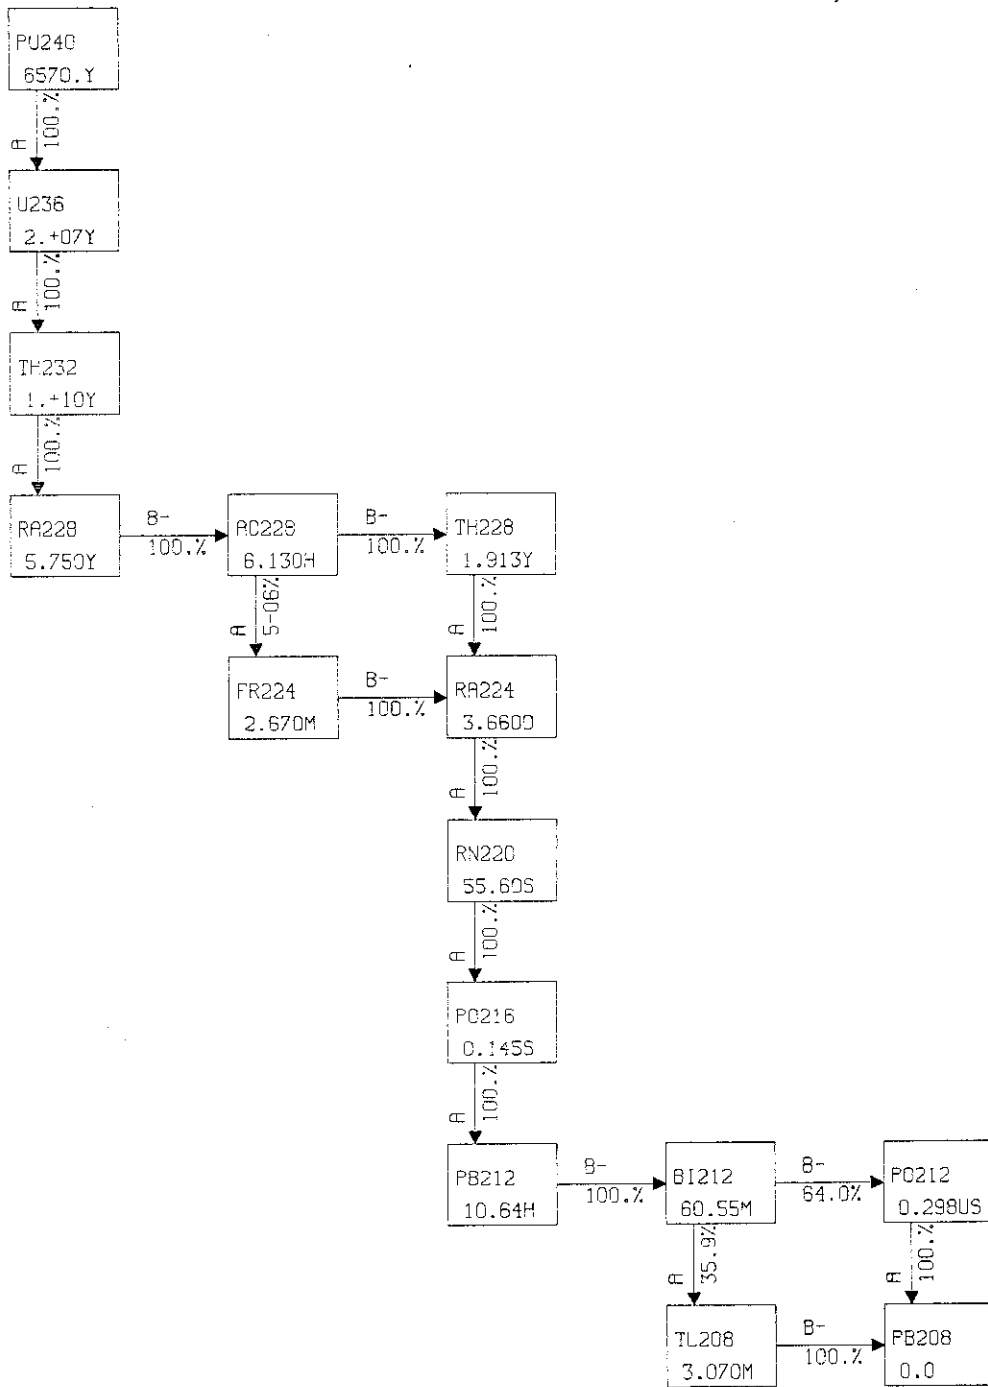 PU240
6570.Y
A
100.%
U236
2.+07Y
A
100.%
TH232
1.+10Y
A
100.%
RA228
5.750Y
B-
100.%
AC228
6.130H
B-
100.%
TH228
1.913Y
A
5-06%
A
100.%
FR224
2.670M
B-
100.%
RA224
3.660D
A
100.%
RN220
55.60S
A
100.%
PO216
0.145S
A
100.%
PB212
10.64H
B-
100.%
BI212
60.55M
B-
64.0%
PO212
0.298US
A
35.9%
A
100.%
TL208
3.070M
B-
100.%
PB208
0.0